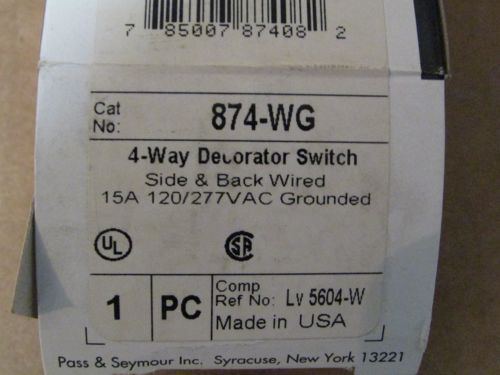 7 85007 87408 2
Cat No: 874-WG
4-Way Decorator Switch
Side & Back Wired
15A 120/277VAC Grounded
UL SA
1 PC Comp Ref No: Lv 5604-W
Made in USA
Pass & Seymour Inc. Syracuse, New York 13221